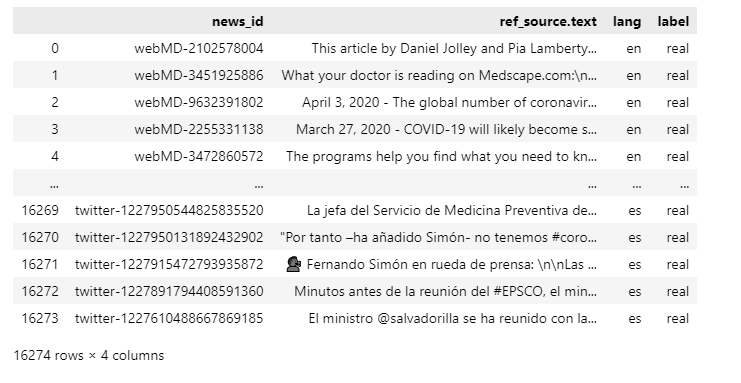 news_id ref_source.text lang label
0 webMD-2102578004 This article by Daniel Jolley and Pia Lamberty... en real
1 webMD-3451925886 What your doctor is reading on Medscape.com:\n... en real
2 webMD-9632391802 April 3, 2020 - The global number of coronavir... en real
3 webMD-2255331138 March 27, 2020 - COVID-19 will likely become s... en real
4 webMD-3472860572 The programs help you find what you need to kn... en real
... ... ... ... ...
16269 twitter-1227950544825835520 La jefa del Servicio de Medicina Preventiva de... es real
16270 twitter-1227950131892432902 "Por tanto –ha añadido Simón- no tenemos #coro... es real
16271 twitter-1227915472793935872 🗣 Fernando Simón en rueda de prensa: \n\nLas ... es real
16272 twitter-1227891794408591360 Minutos antes de la reunión del #EPSCO, el min... es real
16273 twitter-1227610488667869185 El ministro @salvadorilla se ha reunido con la... es real
16274 rows × 4 columns